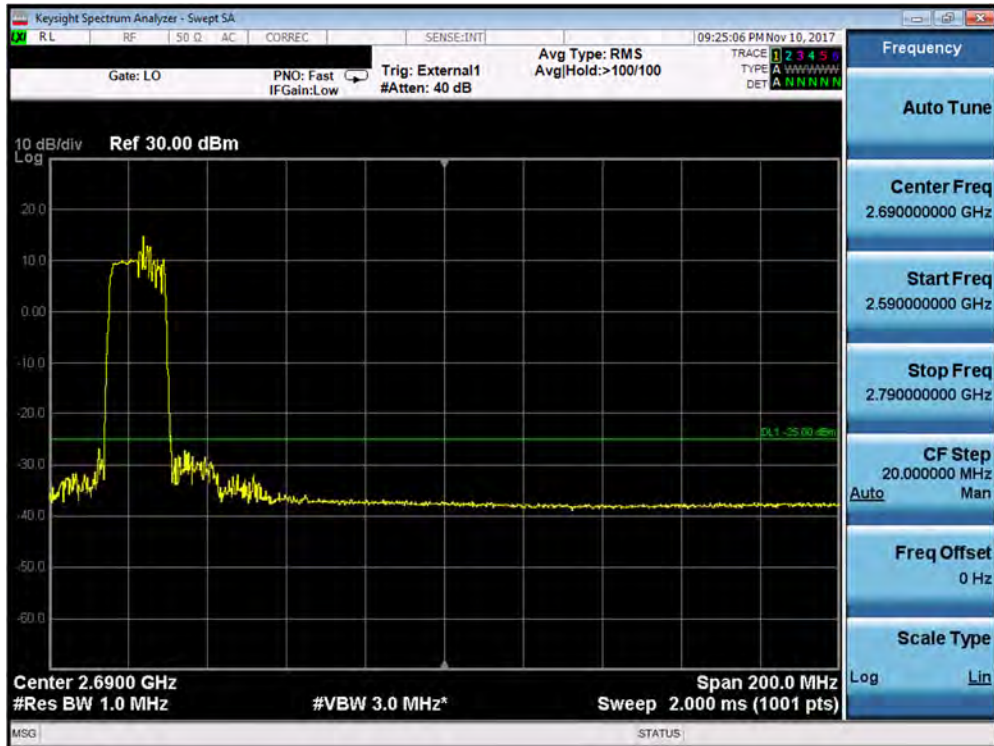 Keysight Spectrum Analyzer - Swept SA
LXI RL RF 50 Ω AC CORREC SENSE:INT 09:25:06 PM Nov 10, 2017
Gate: LO PNO: Fast Trig: External1 Avg Type: RMS TRACE 1 2 3 4 5 6
IFGain:Low #Atten: 40 dB Avg|Hold:>100/100 TYPE A WWWWW
DET A N N N N N
10 dB/div Ref 30.00 dBm
Log
20.0
10.0
0.00
-10.0
-20.0
DL1 -25.00 dBm
-30.0
-40.0
-50.0
-60.0
Center 2.6900 GHz Span 200.0 MHz
#Res BW 1.0 MHz #VBW 3.0 MHz* Sweep 2.000 ms (1001 pts)
MSG STATUS
Frequency
Auto Tune
Center Freq
2.690000000 GHz
Start Freq
2.590000000 GHz
Stop Freq
2.790000000 GHz
CF Step
20.000000 MHz
Auto Man
Freq Offset
0 Hz
Scale Type
Log Lin